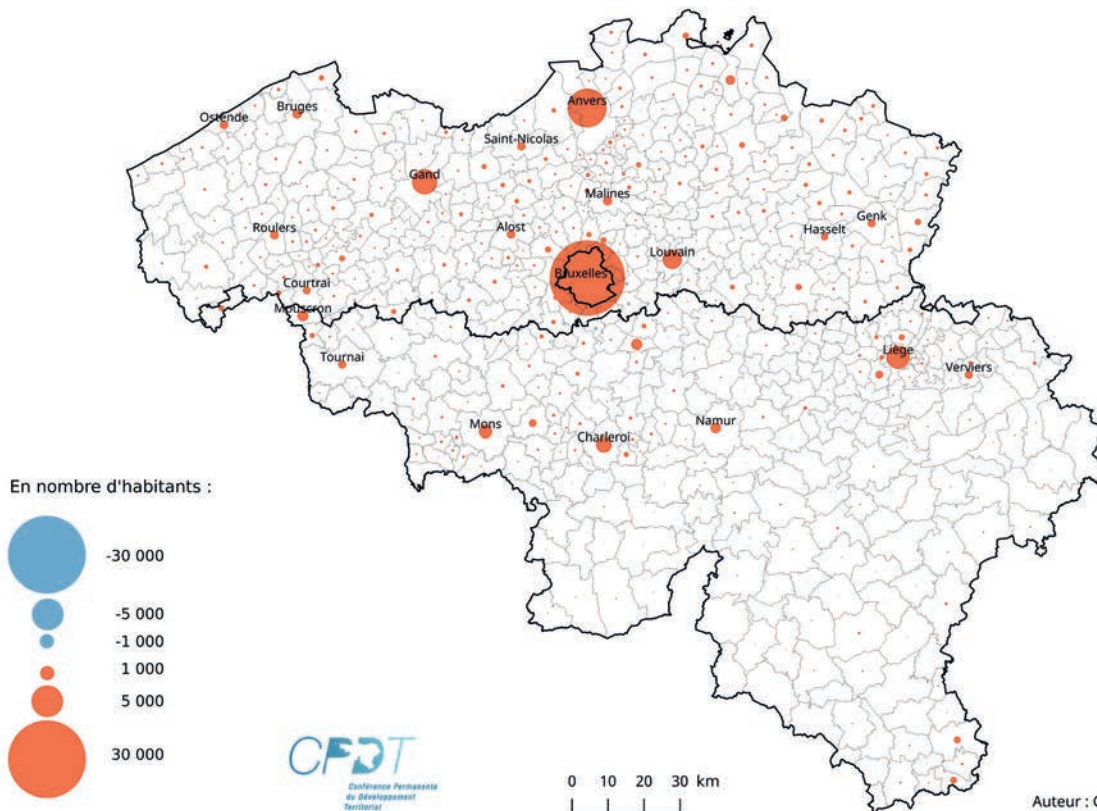 Anvers
Bruges
Ostende
Saint-Nicolas
Gand
Malines
Roulers
Alost
Louvain
Hasselt
Genk
Bruxelles
Courtrai
Mouscron
Tournai
Liège
Verviers
Mons
Charleroi
Namur
En nombre d'habitants :
-30 000
-5 000
-1 000
1 000
5 000
30 000
CPDT
Conférence Permanente
du Développement
Territorial
0 10 20 30 km
Auteur : C